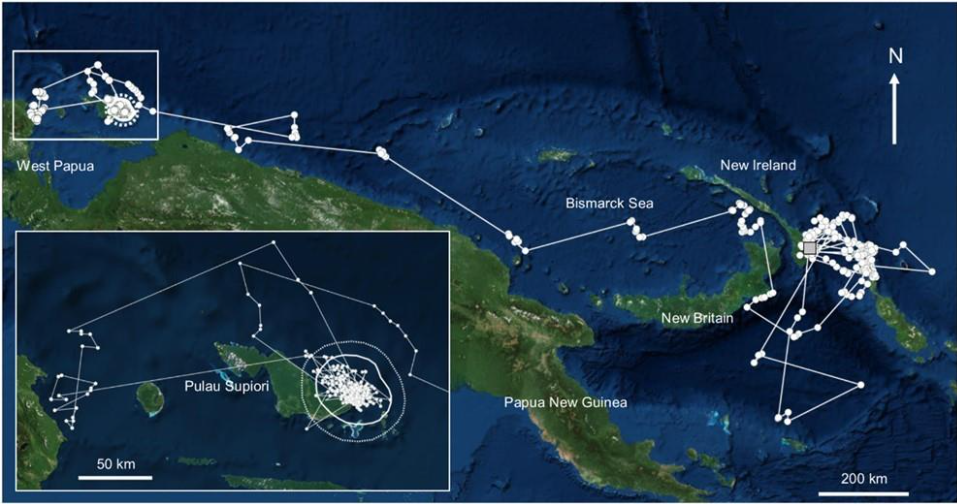 N
West Papua
New Ireland
Bismarck Sea
New Britain
Pulau Supiori
Papua New Guinea
50 km
200 km